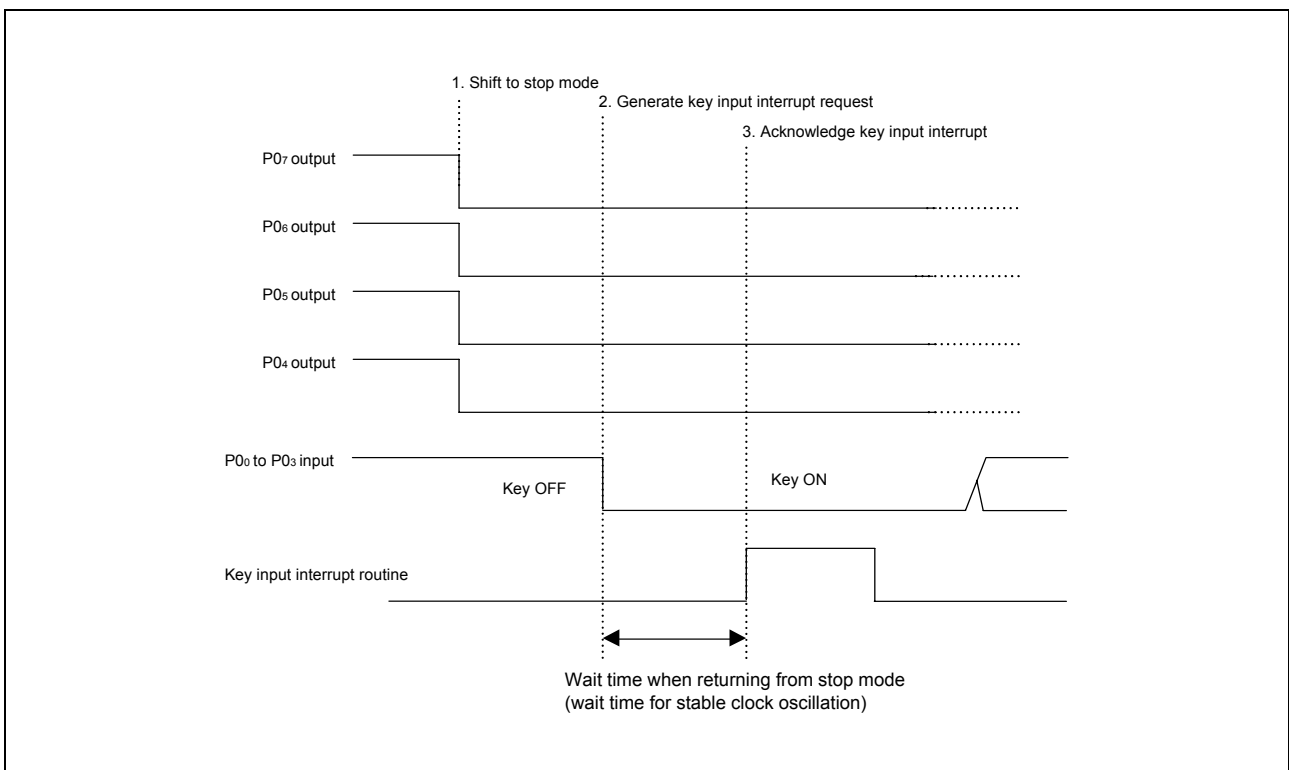 1. Shift to stop mode
2. Generate key input interrupt request
3. Acknowledge key input interrupt
P07 output
P06 output
P05 output
P04 output
P00 to P03 input
Key OFF
Key ON
Key input interrupt routine
Wait time when returning from stop mode
(wait time for stable clock oscillation)